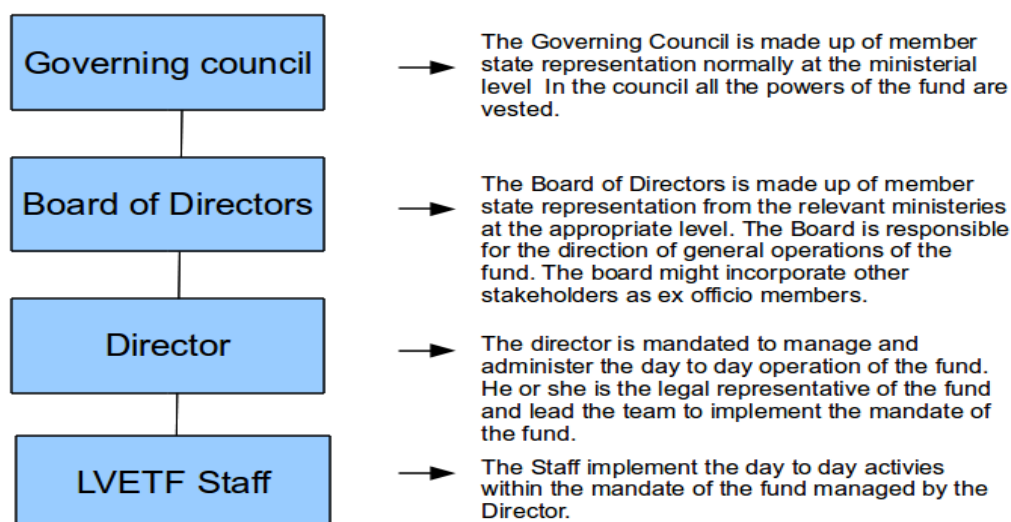 Governing council
The Governing Council is made up of member
state representation normally at the ministerial
level  In the council all the powers of the fund are
vested.
Board of Directors
The Board of Directors is made up of member
state representation from the relevant ministeries
at the appropriate level. The Board is responsible
for the direction of general operations of the
fund. The board might incorporate other
stakeholders as ex officio members.
Director
The director is mandated to manage and
administer the day to day operation of the fund.
He or she is the legal representative of the fund
and lead the team to implement the mandate of
the fund.
LVETF Staff
The Staff implement the day to day activies
within the mandate of the fund managed by the
Director.